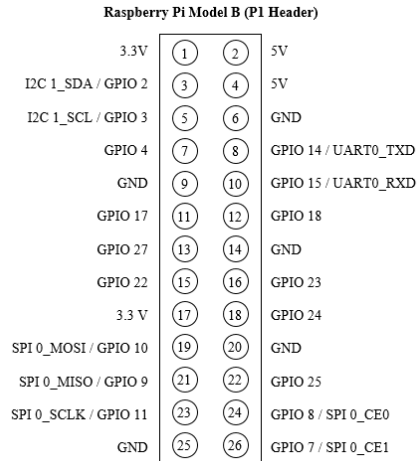 Raspberry Pi Model B (P1 Header)
3.3V 1 2 5V
I2C 1_SDA / GPIO 2 3 4 5V
I2C 1_SCL / GPIO 3 5 6 GND
GPIO 4 7 8 GPIO 14 / UART0_TXD
GND 9 10 GPIO 15 / UART0_RXD
GPIO 17 11 12 GPIO 18
GPIO 27 13 14 GND
GPIO 22 15 16 GPIO 23
3.3 V 17 18 GPIO 24
SPI 0_MOSI / GPIO 10 19 20 GND
SPI 0_MISO / GPIO 9 21 22 GPIO 25
SPI 0_SCLK / GPIO 11 23 24 GPIO 8 / SPI 0_CE0
GND 25 26 GPIO 7 / SPI 0_CE1